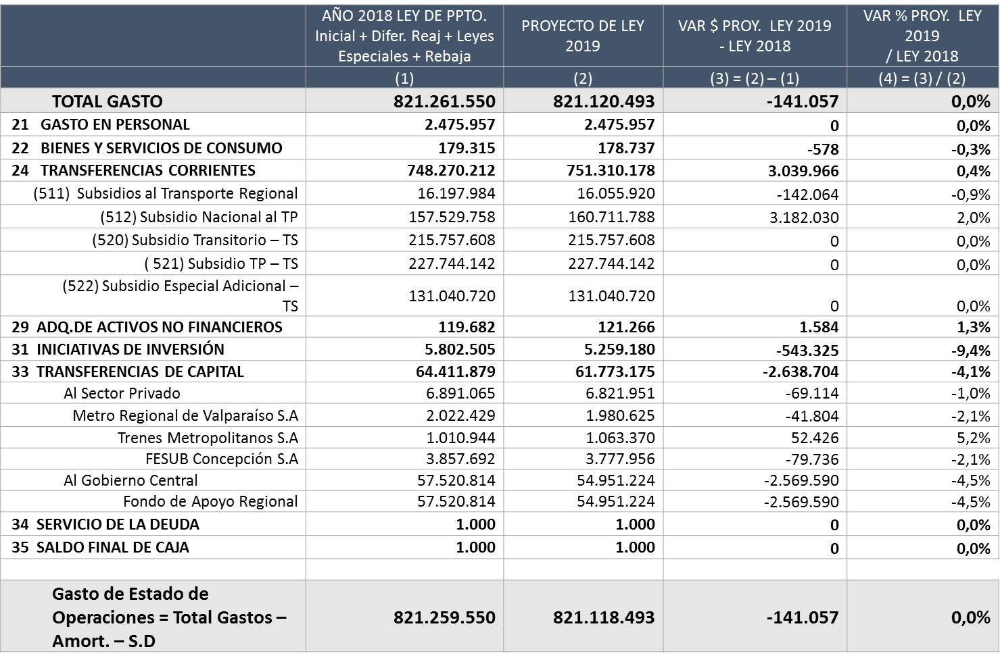 AÑO 2018 LEY DE PPTO. Inicial + Difer. Reaj + Leyes Especiales + Rebaja | PROYECTO DE LEY 2019 | VAR $ PROY. LEY 2019 - LEY 2018 | VAR % PROY. LEY 2019 / LEY 2018
(1) | (2) | (3) = (2) – (1) | (4) = (3) / (2)
TOTAL GASTO | 821.261.550 | 821.120.493 | -141.057 | 0,0%
21 GASTO EN PERSONAL | 2.475.957 | 2.475.957 | 0 | 0,0%
22 BIENES Y SERVICIOS DE CONSUMO | 179.315 | 178.737 | -578 | -0,3%
24 TRANSFERENCIAS CORRIENTES | 748.270.212 | 751.310.178 | 3.039.966 | 0,4%
(511) Subsidios al Transporte Regional | 16.197.984 | 16.055.920 | -142.064 | -0,9%
(512) Subsidio Nacional al TP | 157.529.758 | 160.711.788 | 3.182.030 | 2,0%
(520) Subsidio Transitorio – TS | 215.757.608 | 215.757.608 | 0 | 0,0%
( 521) Subsidio TP – TS | 227.744.142 | 227.744.142 | 0 | 0,0%
(522) Subsidio Especial Adicional – TS | 131.040.720 | 131.040.720 | 0 | 0,0%
29 ADQ.DE ACTIVOS NO FINANCIEROS | 119.682 | 121.266 | 1.584 | 1,3%
31 INICIATIVAS DE INVERSIÓN | 5.802.505 | 5.259.180 | -543.325 | -9,4%
33 TRANSFERENCIAS DE CAPITAL | 64.411.879 | 61.773.175 | -2.638.704 | -4,1%
Al Sector Privado | 6.891.065 | 6.821.951 | -69.114 | -1,0%
Metro Regional de Valparaíso S.A | 2.022.429 | 1.980.625 | -41.804 | -2,1%
Trenes Metropolitanos S.A | 1.010.944 | 1.063.370 | 52.426 | 5,2%
FESUB Concepción S.A | 3.857.692 | 3.777.956 | -79.736 | -2,1%
Al Gobierno Central | 57.520.814 | 54.951.224 | -2.569.590 | -4,5%
Fondo de Apoyo Regional | 57.520.814 | 54.951.224 | -2.569.590 | -4,5%
34 SERVICIO DE LA DEUDA | 1.000 | 1.000 | 0 | 0,0%
35 SALDO FINAL DE CAJA | 1.000 | 1.000 | 0 | 0,0%
Gasto de Estado de Operaciones = Total Gastos – Amort. – S.D | 821.259.550 | 821.118.493 | -141.057 | 0,0%